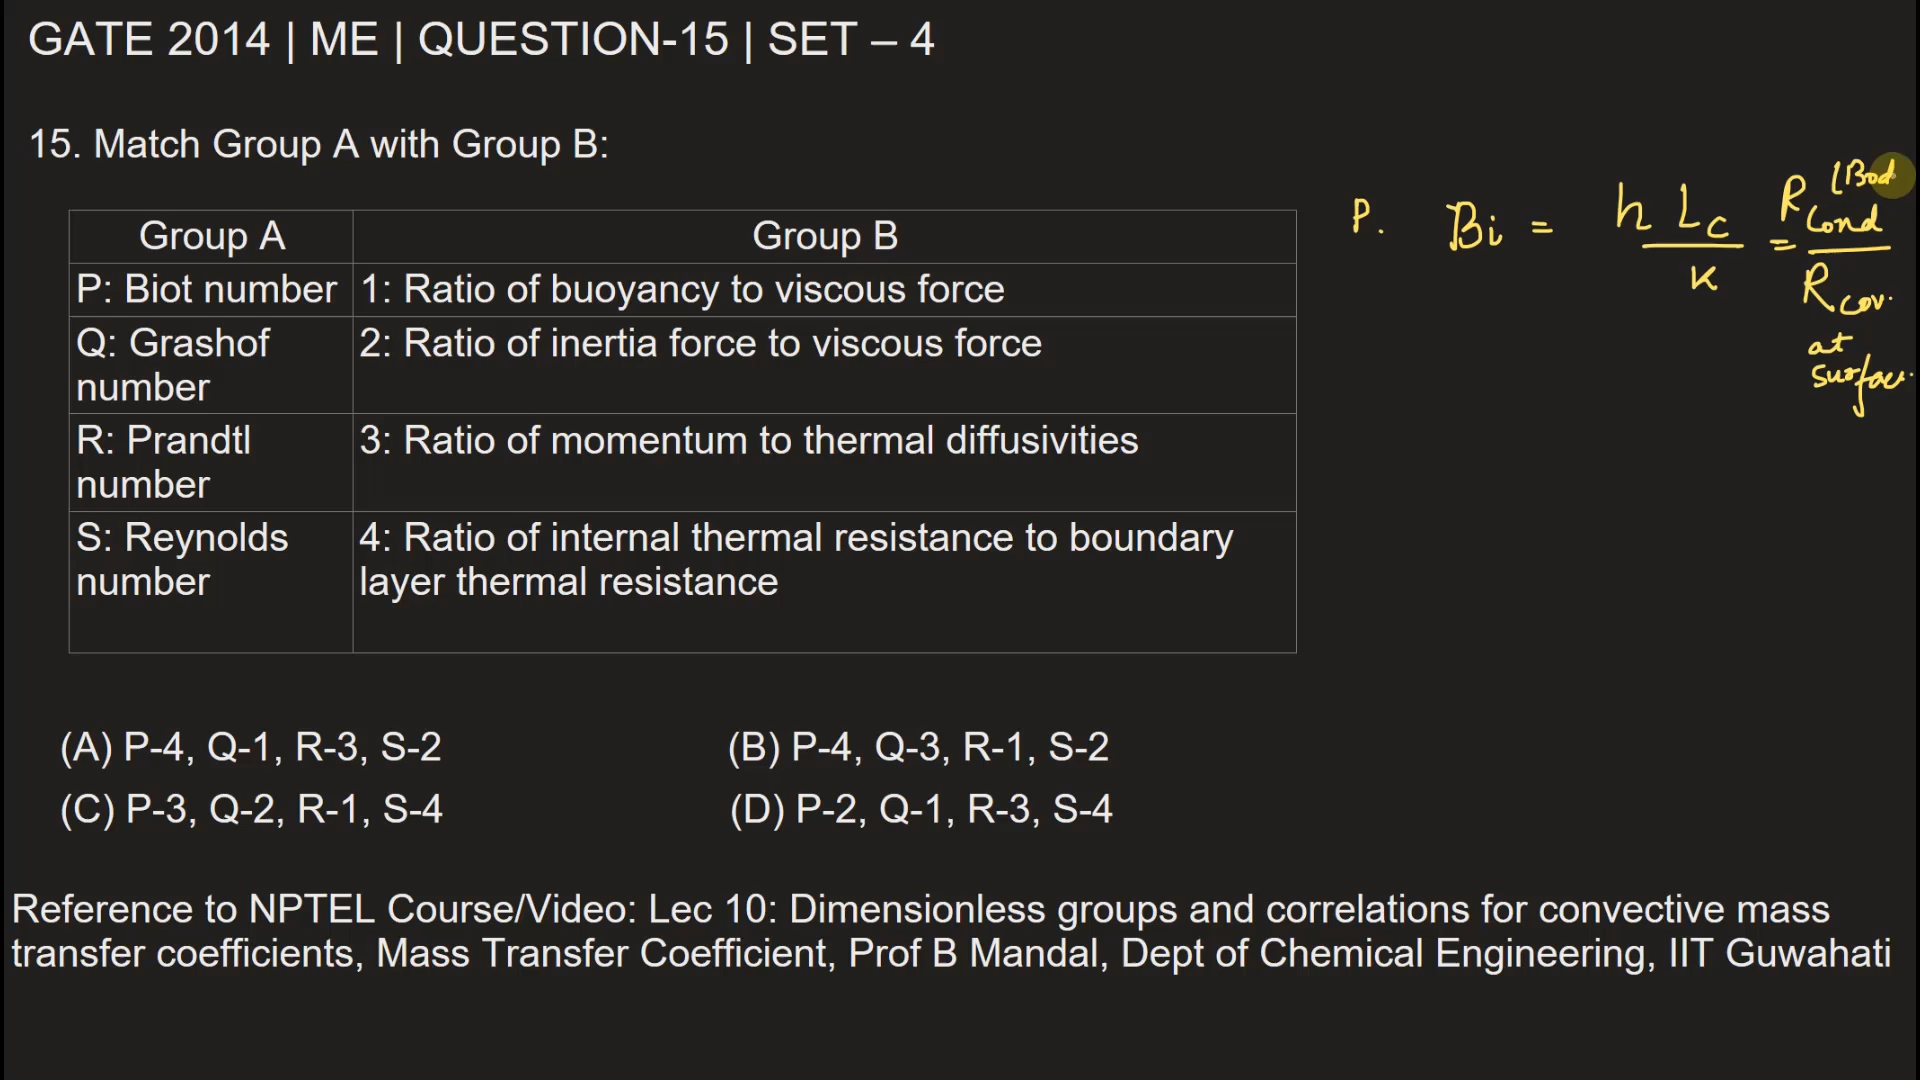 GATE 2014 | ME | QUESTION-15 | SET – 4
15. Match Group A with Group B:
Group A Group B
P: Biot number 1: Ratio of buoyancy to viscous force
Q: Grashof number 2: Ratio of inertia force to viscous force
R: Prandtl number 3: Ratio of momentum to thermal diffusivities
S: Reynolds number 4: Ratio of internal thermal resistance to boundary
layer thermal resistance
P. Bi = h Lc / K = R Cond (Bod / R Cov.
at
surfac.
(A) P-4, Q-1, R-3, S-2 (B) P-4, Q-3, R-1, S-2
(C) P-3, Q-2, R-1, S-4 (D) P-2, Q-1, R-3, S-4
Reference to NPTEL Course/Video: Lec 10: Dimensionless groups and correlations for convective mass
transfer coefficients, Mass Transfer Coefficient, Prof B Mandal, Dept of Chemical Engineering, IIT Guwahati